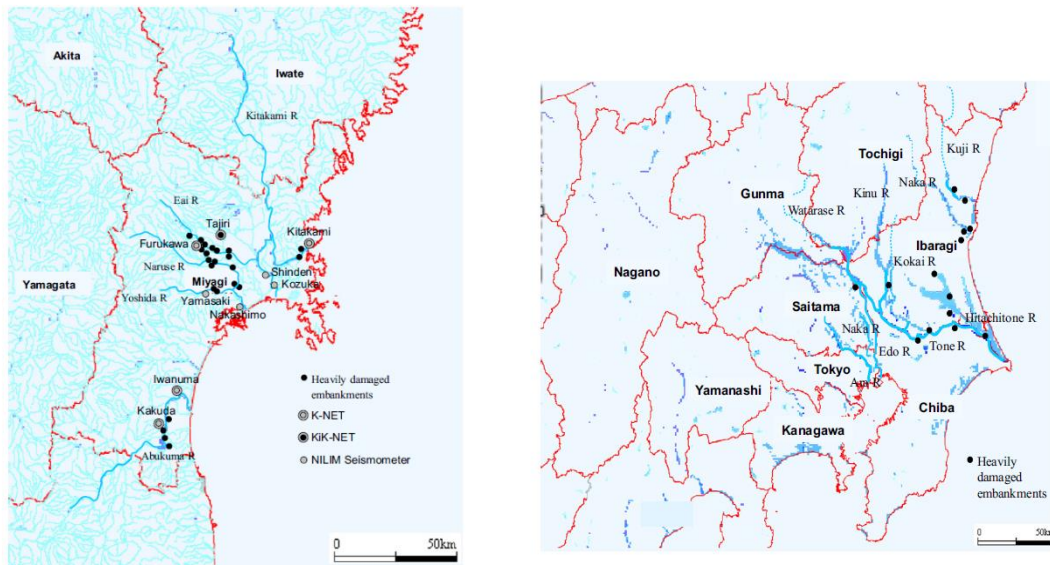 Akita
Iwate
Kitakami R
Eai R
Tajiri
Kitakami
Furukawa
Naruse R
Shinden
Miyagi
Kozuka
Yamagata
Yoshida R
Yamasaki
Nakashimo
Iwanuma
Heavily damaged
embankments
Kakuda
K-NET
KiK-NET
Abukuma R
NILIM Seismometer
0 50km
Kuji R
Tochigi
Naka R
Gunma
Kinu R
Watarase R
Ibaragi
Kokai R
Nagano
Saitama
Hitachitone R
Naka R
Edo R
Tone R
Tokyo
Ara R
Yamanashi
Chiba
Kanagawa
Heavily
damaged
embankments
0 50km